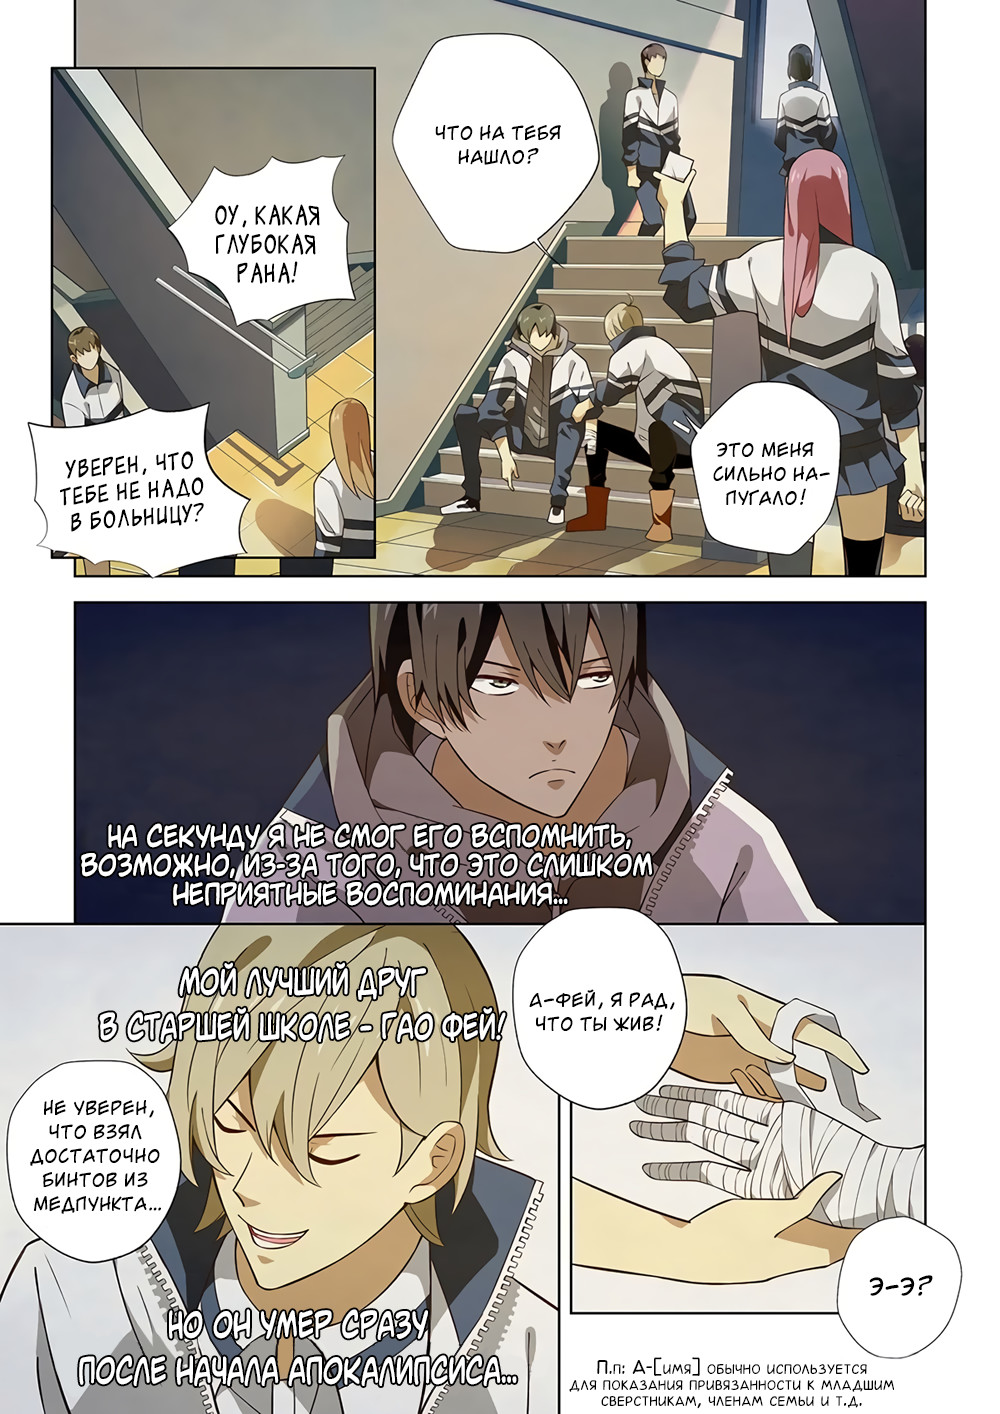 ЧТО НА ТЕБЯ
НАШЛО?
ОУ, КАКАЯ
ГЛУБОКАЯ
РАНА!
УВЕРЕН, ЧТО
ТЕБЕ НЕ НАДО
В БОЛЬНИЦУ?
ЭТО МЕНЯ
СИЛЬНО НА-
ПУГАЛО!
НА СЕКУНДУ Я НЕ СМОГ ЕГО ВСПОМНИТЬ,
ВОЗМОЖНО, ИЗ-ЗА ТОГО, ЧТО ЭТО СЛИШКОМ
НЕПРИЯТНЫЕ ВОСПОМИНАНИЯ...
МОЙ ЛУЧШИЙ ДРУГ
В СТАРШЕЙ ШКОЛЕ - ГАО ФЕЙ!
А-ФЕЙ, Я РАД,
ЧТО ТЫ ЖИВ!
НЕ УВЕРЕН,
ЧТО ВЗЯЛ
ДОСТАТОЧНО
БИНТОВ ИЗ
МЕДПУНКТА...
Э-Э?
НО ОН УМЕР СРАЗУ
ПОСЛЕ НАЧАЛА АПОКАЛИПСИСА...
П.п: А-[имя] обычно используется
для показания привязанности к младшим
сверстникам, членам семьи и т.д.